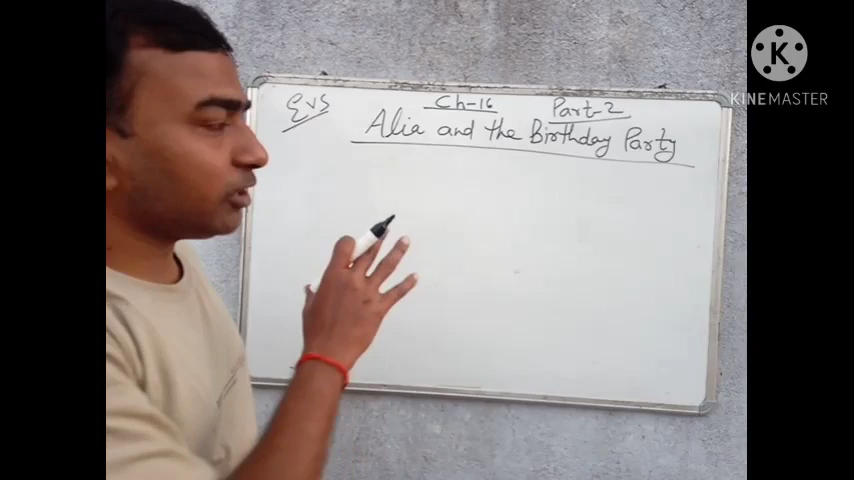 EVS
Ch-16
Part-2
Alia and the Birthday Party
K
KINEMASTER